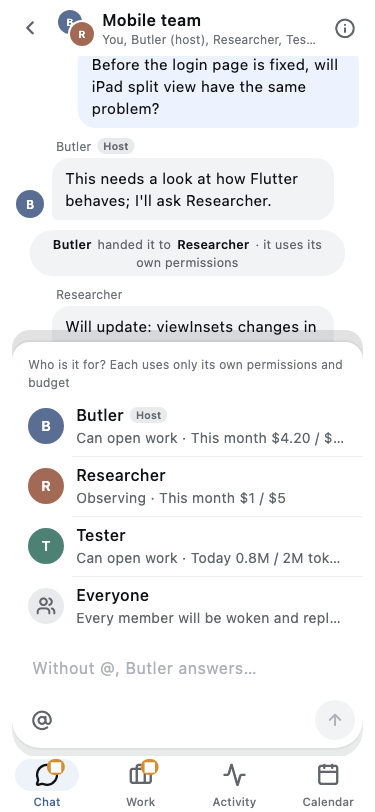 B
R
Mobile team
You, Butler (host), Researcher, Tes…
Before the login page is fixed, will
iPad split view have the same
problem?
Butler Host
This needs a look at how Flutter
behaves; I'll ask Researcher.
B
Butler handed it to Researcher · it uses its
own permissions
Researcher
Will update: viewInsets changes in
Who is it for? Each uses only its own permissions and
budget
B
Butler Host
Can open work · This month $4.20 / $…
R
Researcher
Observing · This month $1 / $5
T
Tester
Can open work · Today 0.8M / 2M tok…
Everyone
Every member will be woken and repl…
Without @, Butler answers…
@
Chat
Work
Activity
Calendar